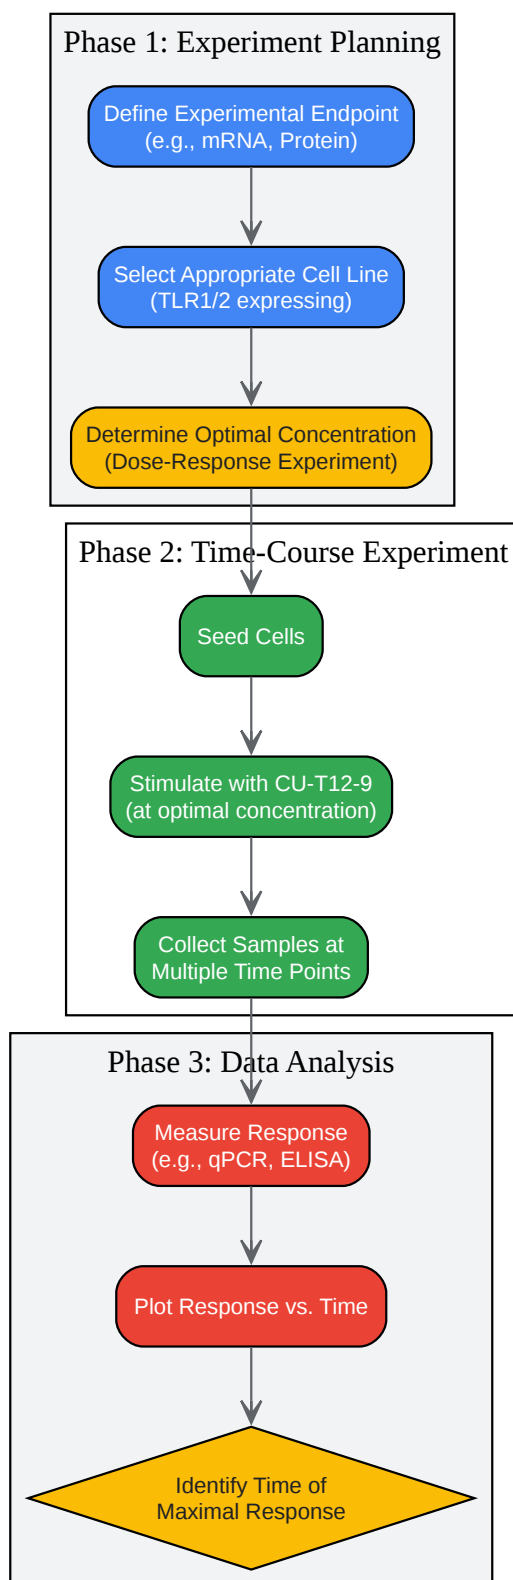 Phase 1: Experiment Planning
Define Experimental Endpoint
(e.g., mRNA, Protein)
Select Appropriate Cell Line
(TLR1/2 expressing)
Determine Optimal Concentration
(Dose-Response Experiment)
Phase 2: Time-Course Experiment
Seed Cells
Stimulate with CU-T12-9
(at optimal concentration)
Collect Samples at
Multiple Time Points
Phase 3: Data Analysis
Measure Response
(e.g., qPCR, ELISA)
Plot Response vs. Time
Identify Time of
Maximal Response